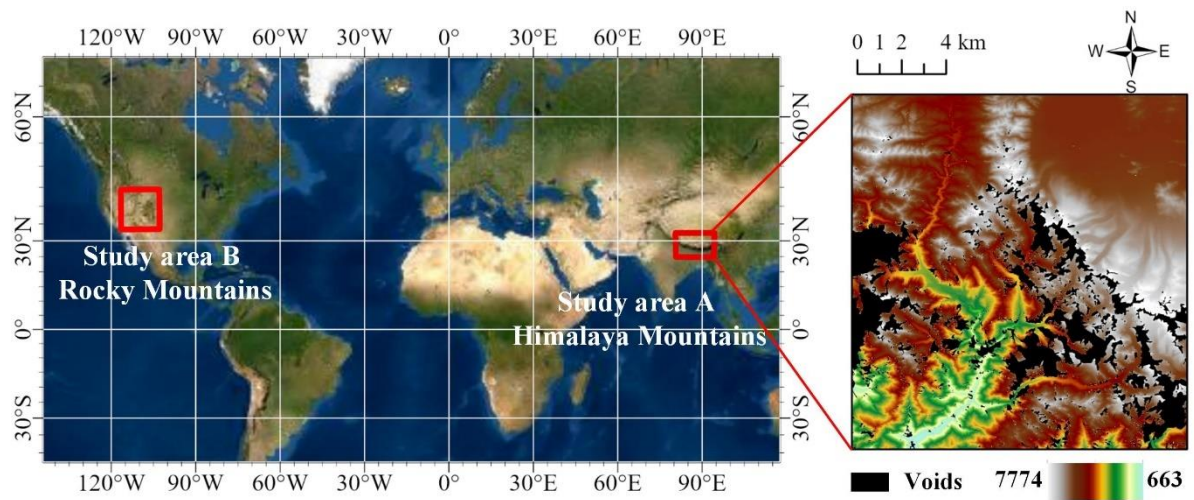 120°W 90°W 60°W 30°W 0° 30°E 60°E 90°E
0 1 2 4 km
N
W E
S
60°N 60°N
30°N 30°N
Study area B
Rocky Mountains
Study area A
Himalaya Mountains
0° 0°
30°S 30°S
120°W 90°W 60°W 30°W 0° 30°E 60°E 90°E
Voids 7774 663